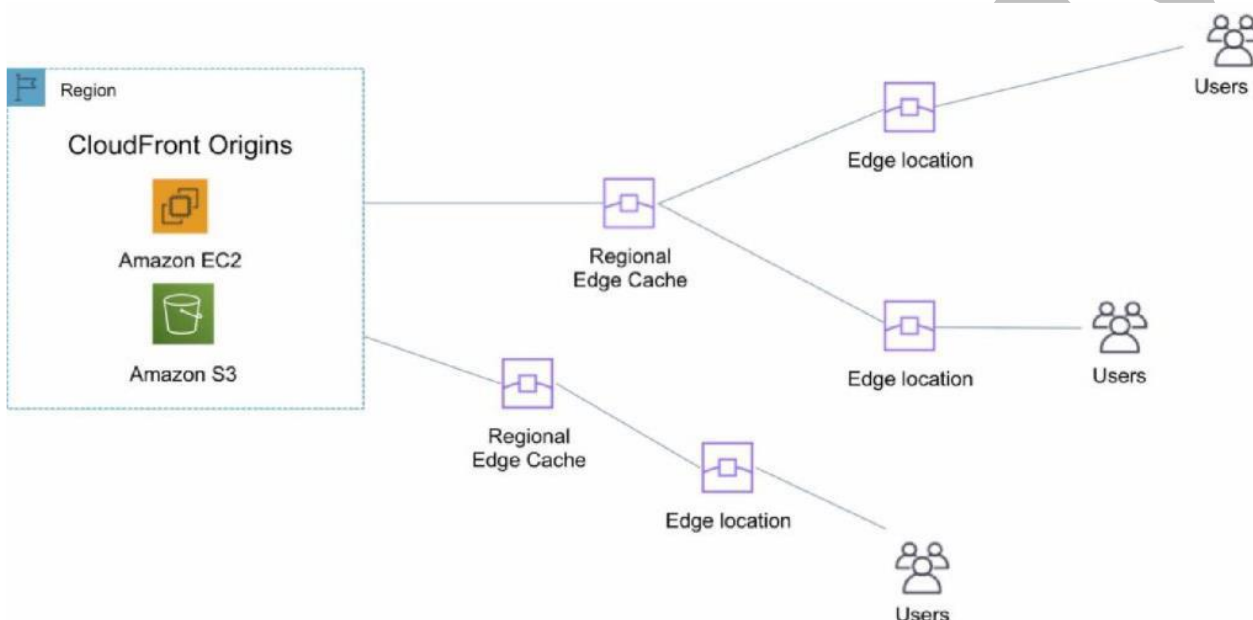 Region
CloudFront Origins
Amazon EC2
Amazon S3
Regional
Edge Cache
Edge location
Users
Edge location
Users
Regional
Edge Cache
Edge location
Users